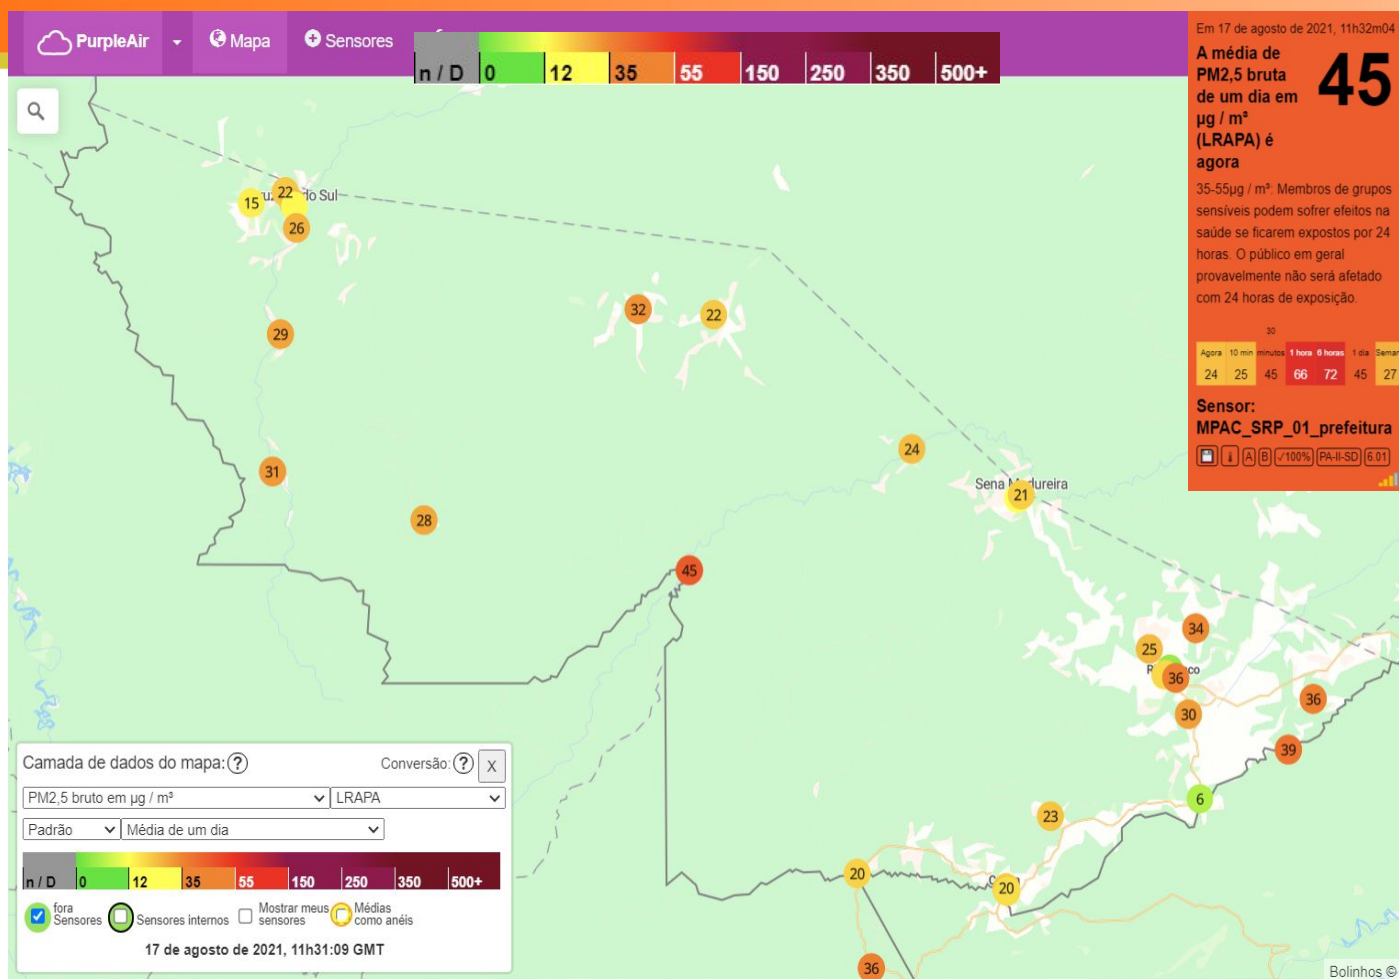 PurpleAir
Mapa
Sensores
n / D 0 12 35 55 150 250 350 500+
Em 17 de agosto de 2021, 11h32m04
A média de
PM2,5 bruta
de um dia em
µg / m³
(LRAPA) é
agora
45
35-55µg / m³: Membros de grupos
sensíveis podem sofrer efeitos na
saúde se ficarem expostos por 24
horas. O público em geral
provavelmente não será afetado
com 24 horas de exposição.
30
Agora 10 min minutos 1 hora 6 horas 1 dia Seman
24 25 45 66 72 45 27
Sensor:
MPAC_SRP_01_prefeitura
A B ✓100% PA-II-SD 6.01
15
22
do Sul
26
32
22
29
24
31
Sena Madureira
21
28
45
34
25
36
36
30
39
6
23
20
20
36
Camada de dados do mapa: ? Conversão: ? X
PM2,5 bruto em µg / m³ LRAPA
Padrão Média de um dia
n / D 0 12 35 55 150 250 350 500+
fora
Sensores
Sensores internos
Mostrar meus
sensores
Médias
como anéis
17 de agosto de 2021, 11h31:09 GMT
Bolinhos ©